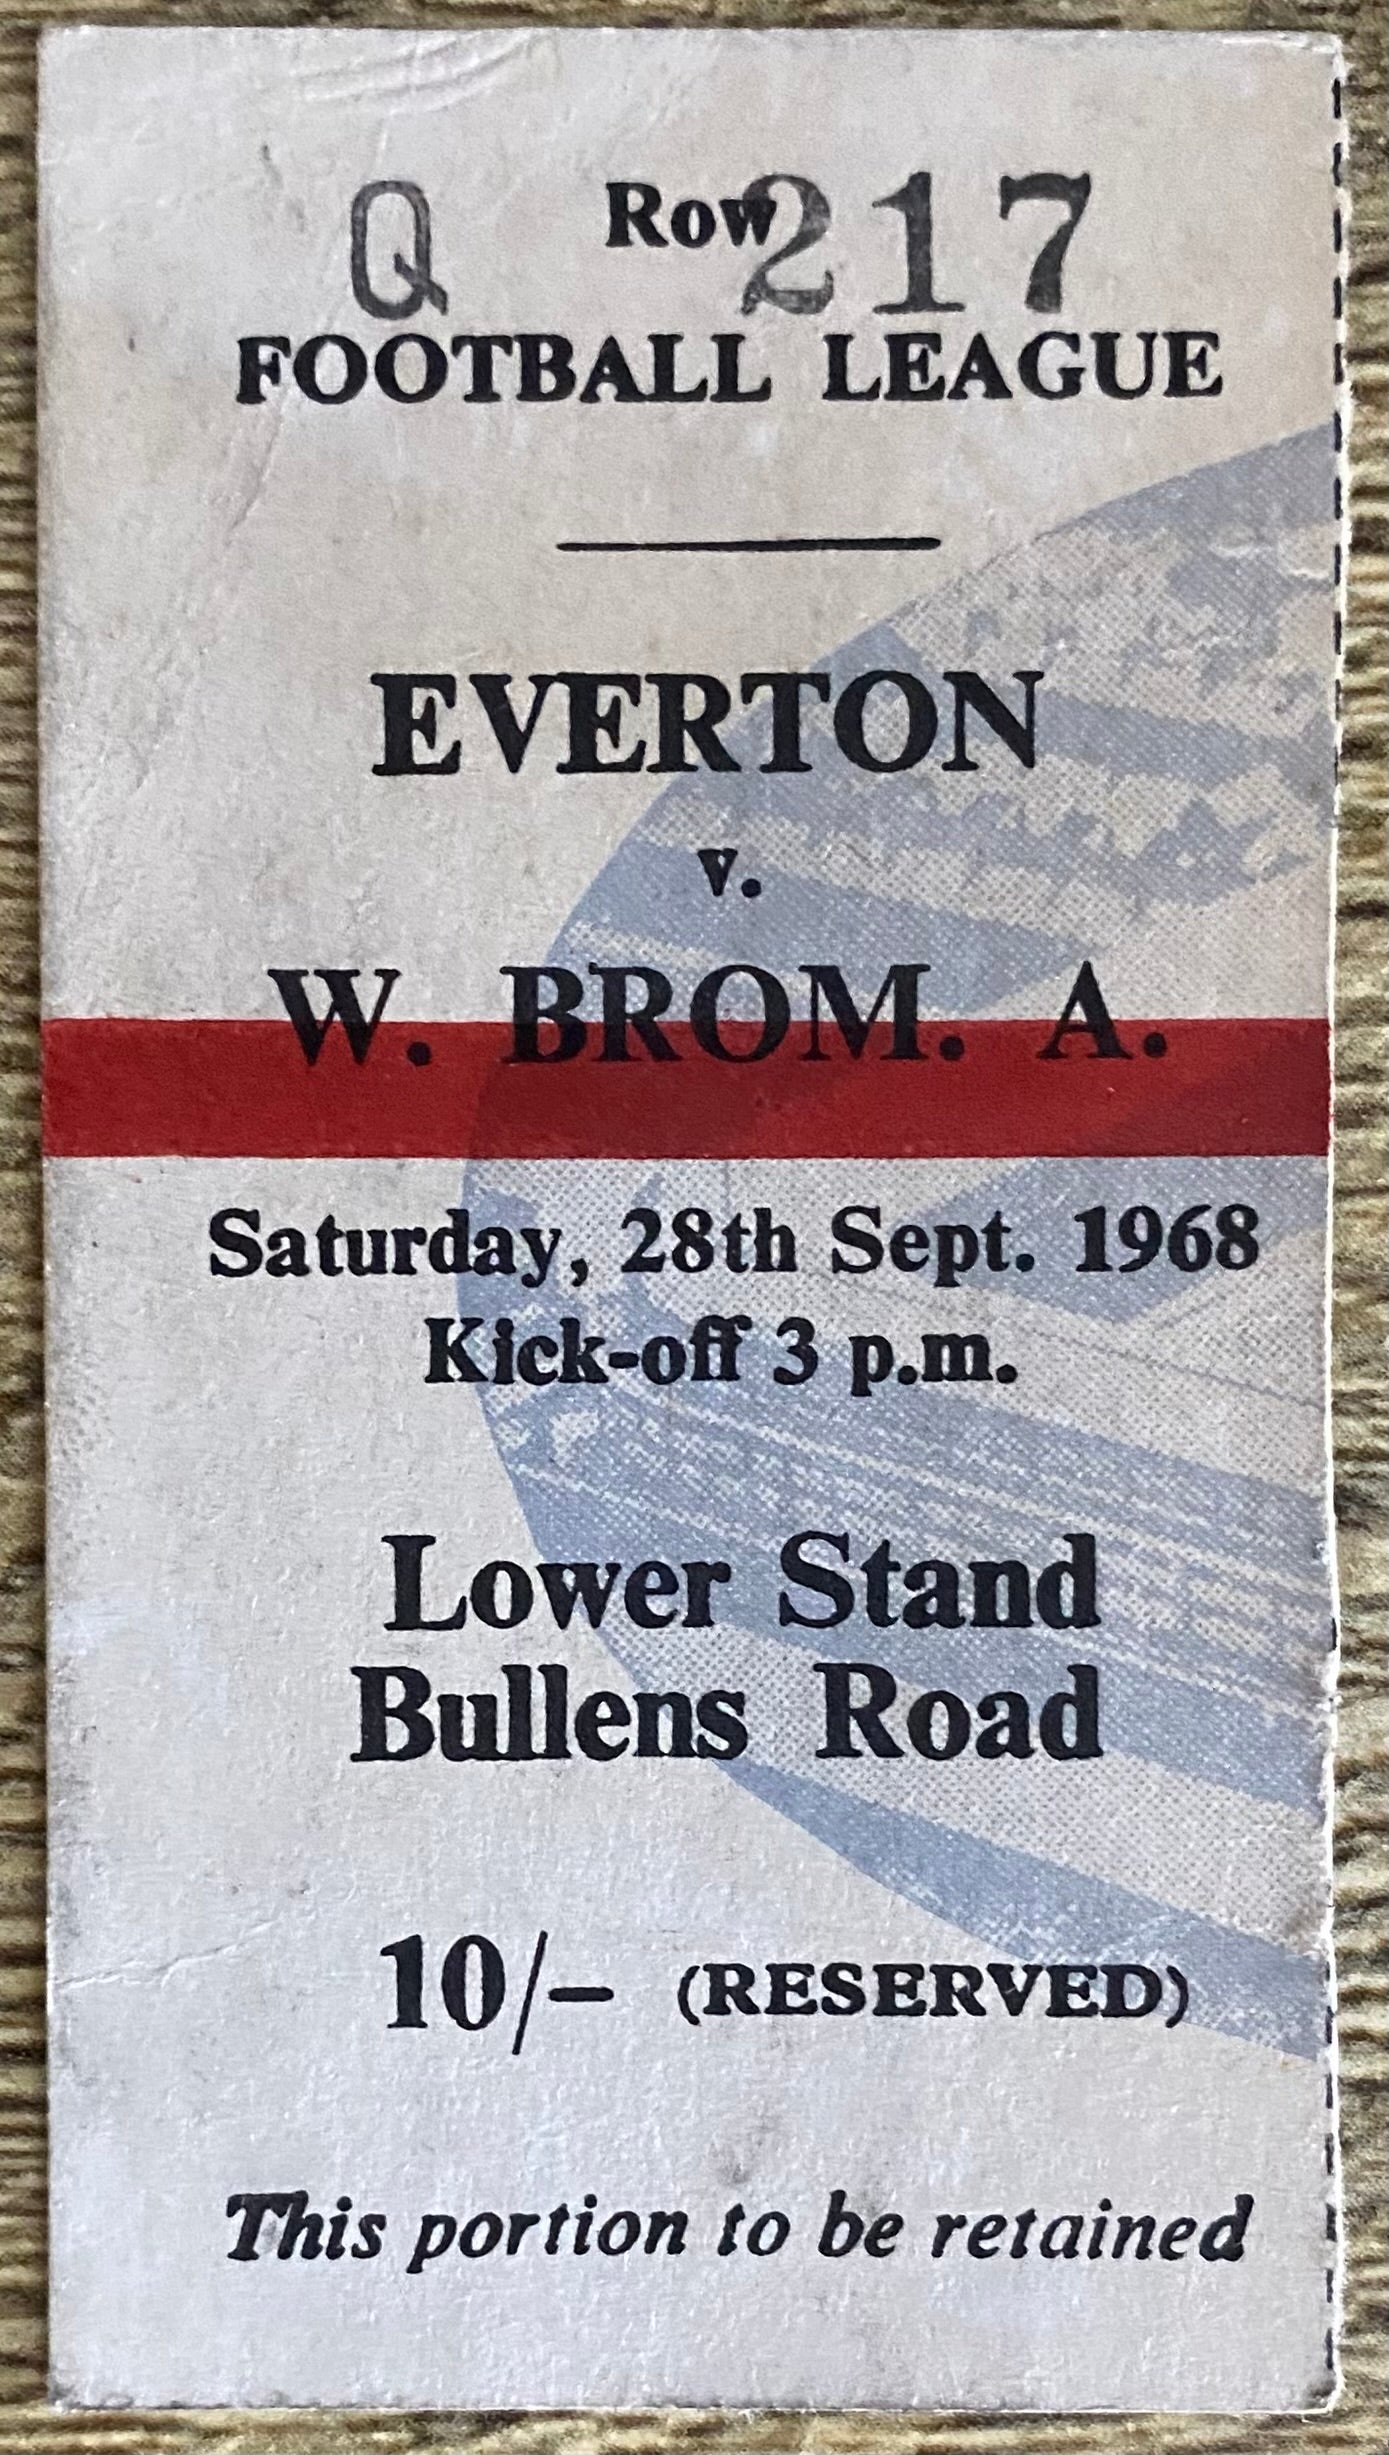 Q Row 217
FOOTBALL LEAGUE
EVERTON
v.
W. BROM. A.
Saturday, 28th Sept. 1968
Kick-off 3 p.m.
Lower Stand
Bullens Road
10/- (RESERVED)
This portion to be retained